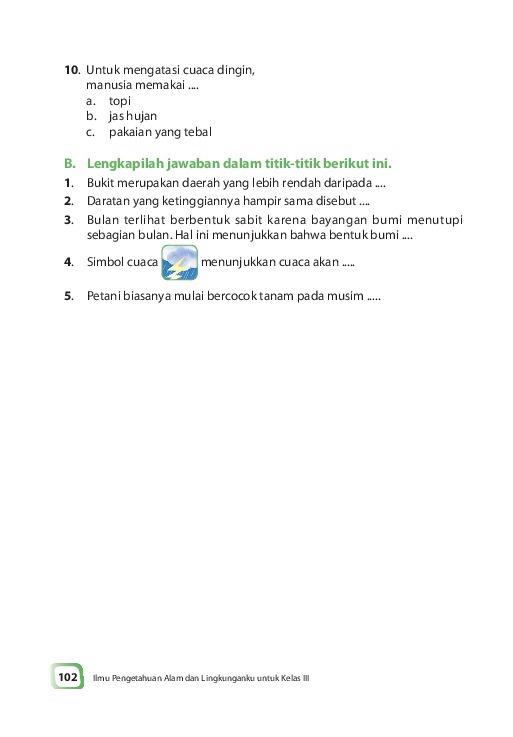 10. Untuk mengatasi cuaca dingin,
manusia memakai ....
a. topi
b. jas hujan
c. pakaian yang tebal
B. Lengkapilah jawaban dalam titik-titik berikut ini.
1. Bukit merupakan daerah yang lebih rendah daripada ....
2. Daratan yang ketinggiannya hampir sama disebut ....
3. Bulan terlihat berbentuk sabit karena bayangan bumi menutupi
sebagian bulan. Hal ini menunjukkan bahwa bentuk bumi ....
4. Simbol cuaca menunjukkan cuaca akan .....
5. Petani biasanya mulai bercocok tanam pada musim .....
102 Ilmu Pengetahuan Alam dan Lingkunganku untuk Kelas III